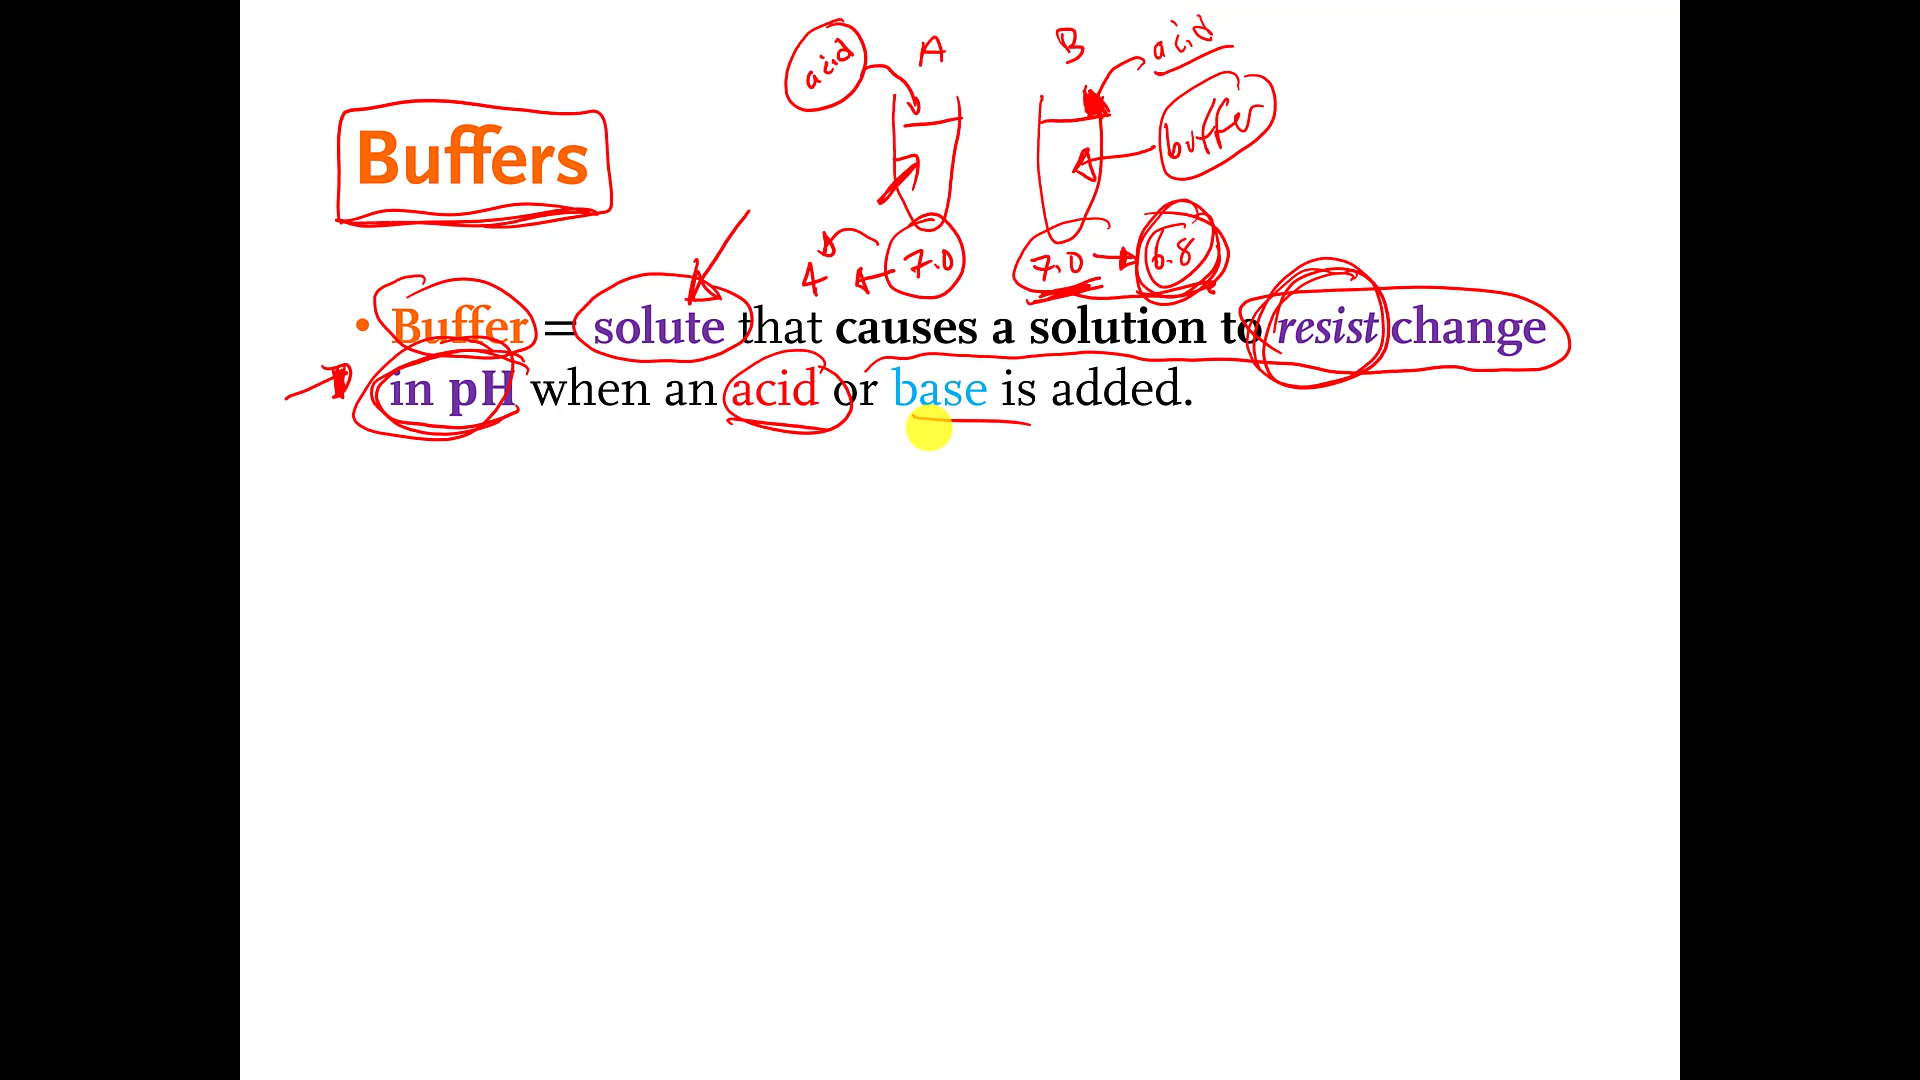 acid A B acid
buffer
Buffers
4 7.0 7.0 6.8
• Buffer = solute that causes a solution to resist change
in pH when an acid or base is added.